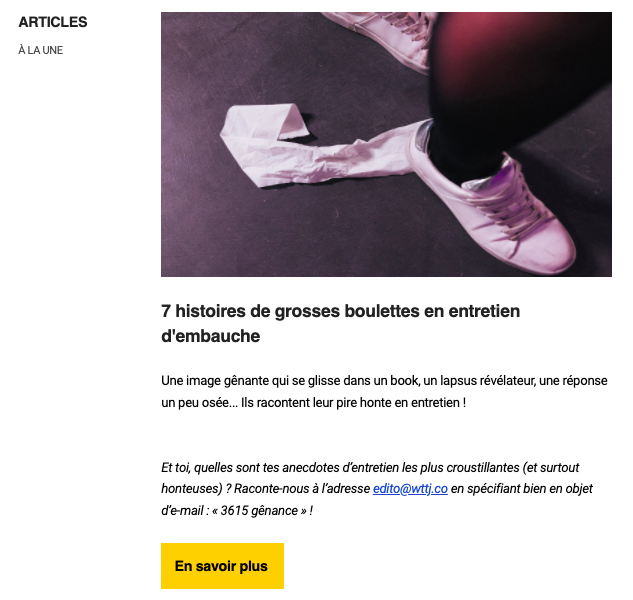 ARTICLES
À LA UNE
7 histoires de grosses boulettes en entretien
d'embauche
Une image gênante qui se glisse dans un book, un lapsus révélateur, une réponse
un peu osée... Ils racontent leur pire honte en entretien !
Et toi, quelles sont tes anecdotes d’entretien les plus croustillantes (et surtout
honteuses) ? Raconte-nous à l’adresse edito@wttj.co en spécifiant bien en objet
d’e-mail : « 3615 gênance » !
En savoir plus